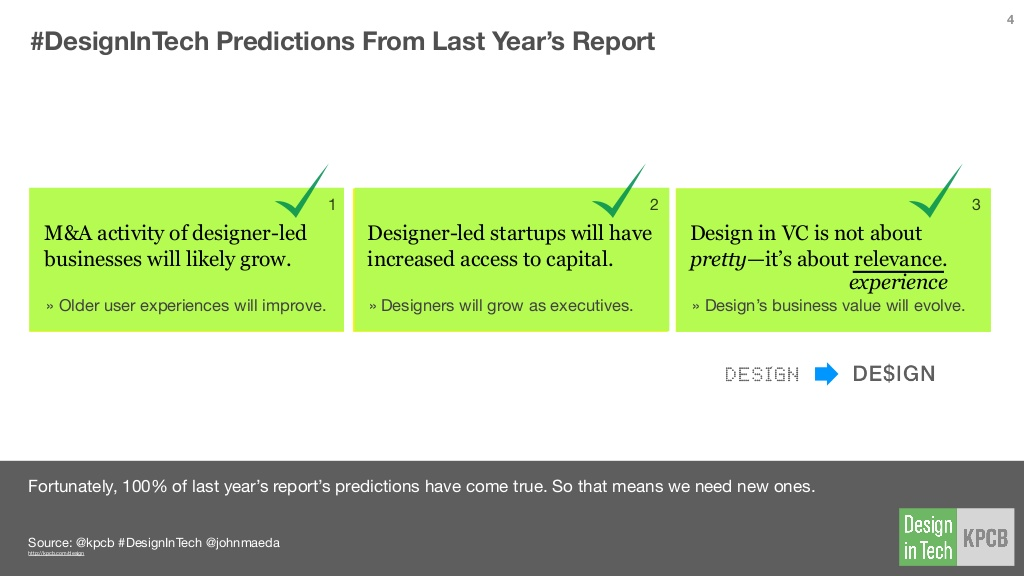 4
#DesignInTech Predictions From Last Year’s Report
1
M&A activity of designer-led
businesses will likely grow.
» Older user experiences will improve.
2
Designer-led startups will have
increased access to capital.
» Designers will grow as executives.
3
Design in VC is not about
pretty—it’s about relevance.
experience
» Design’s business value will evolve.
DESIGN DE$IGN
Fortunately, 100% of last year’s report’s predictions have come true. So that means we need new ones.
Source: @kpcb #DesignInTech @johnmaeda
http://kpcb.com/design
Design
in Tech
KPCB